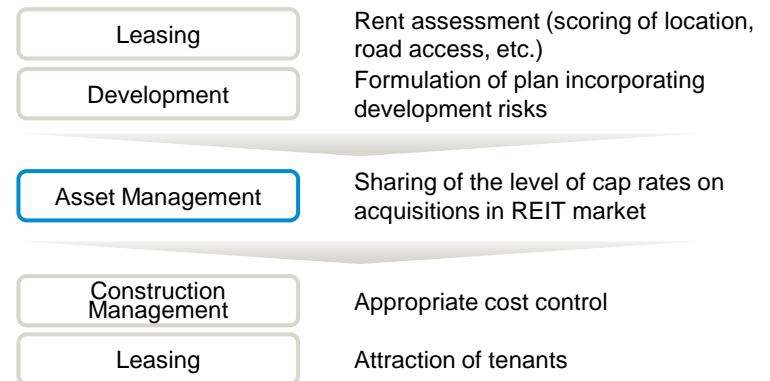 Leasing
Rent assessment (scoring of location,
road access, etc.)
Development
Formulation of plan incorporating
development risks
Asset Management
Sharing of the level of cap rates on
acquisitions in REIT market
Construction
Management
Appropriate cost control
Leasing
Attraction of tenants